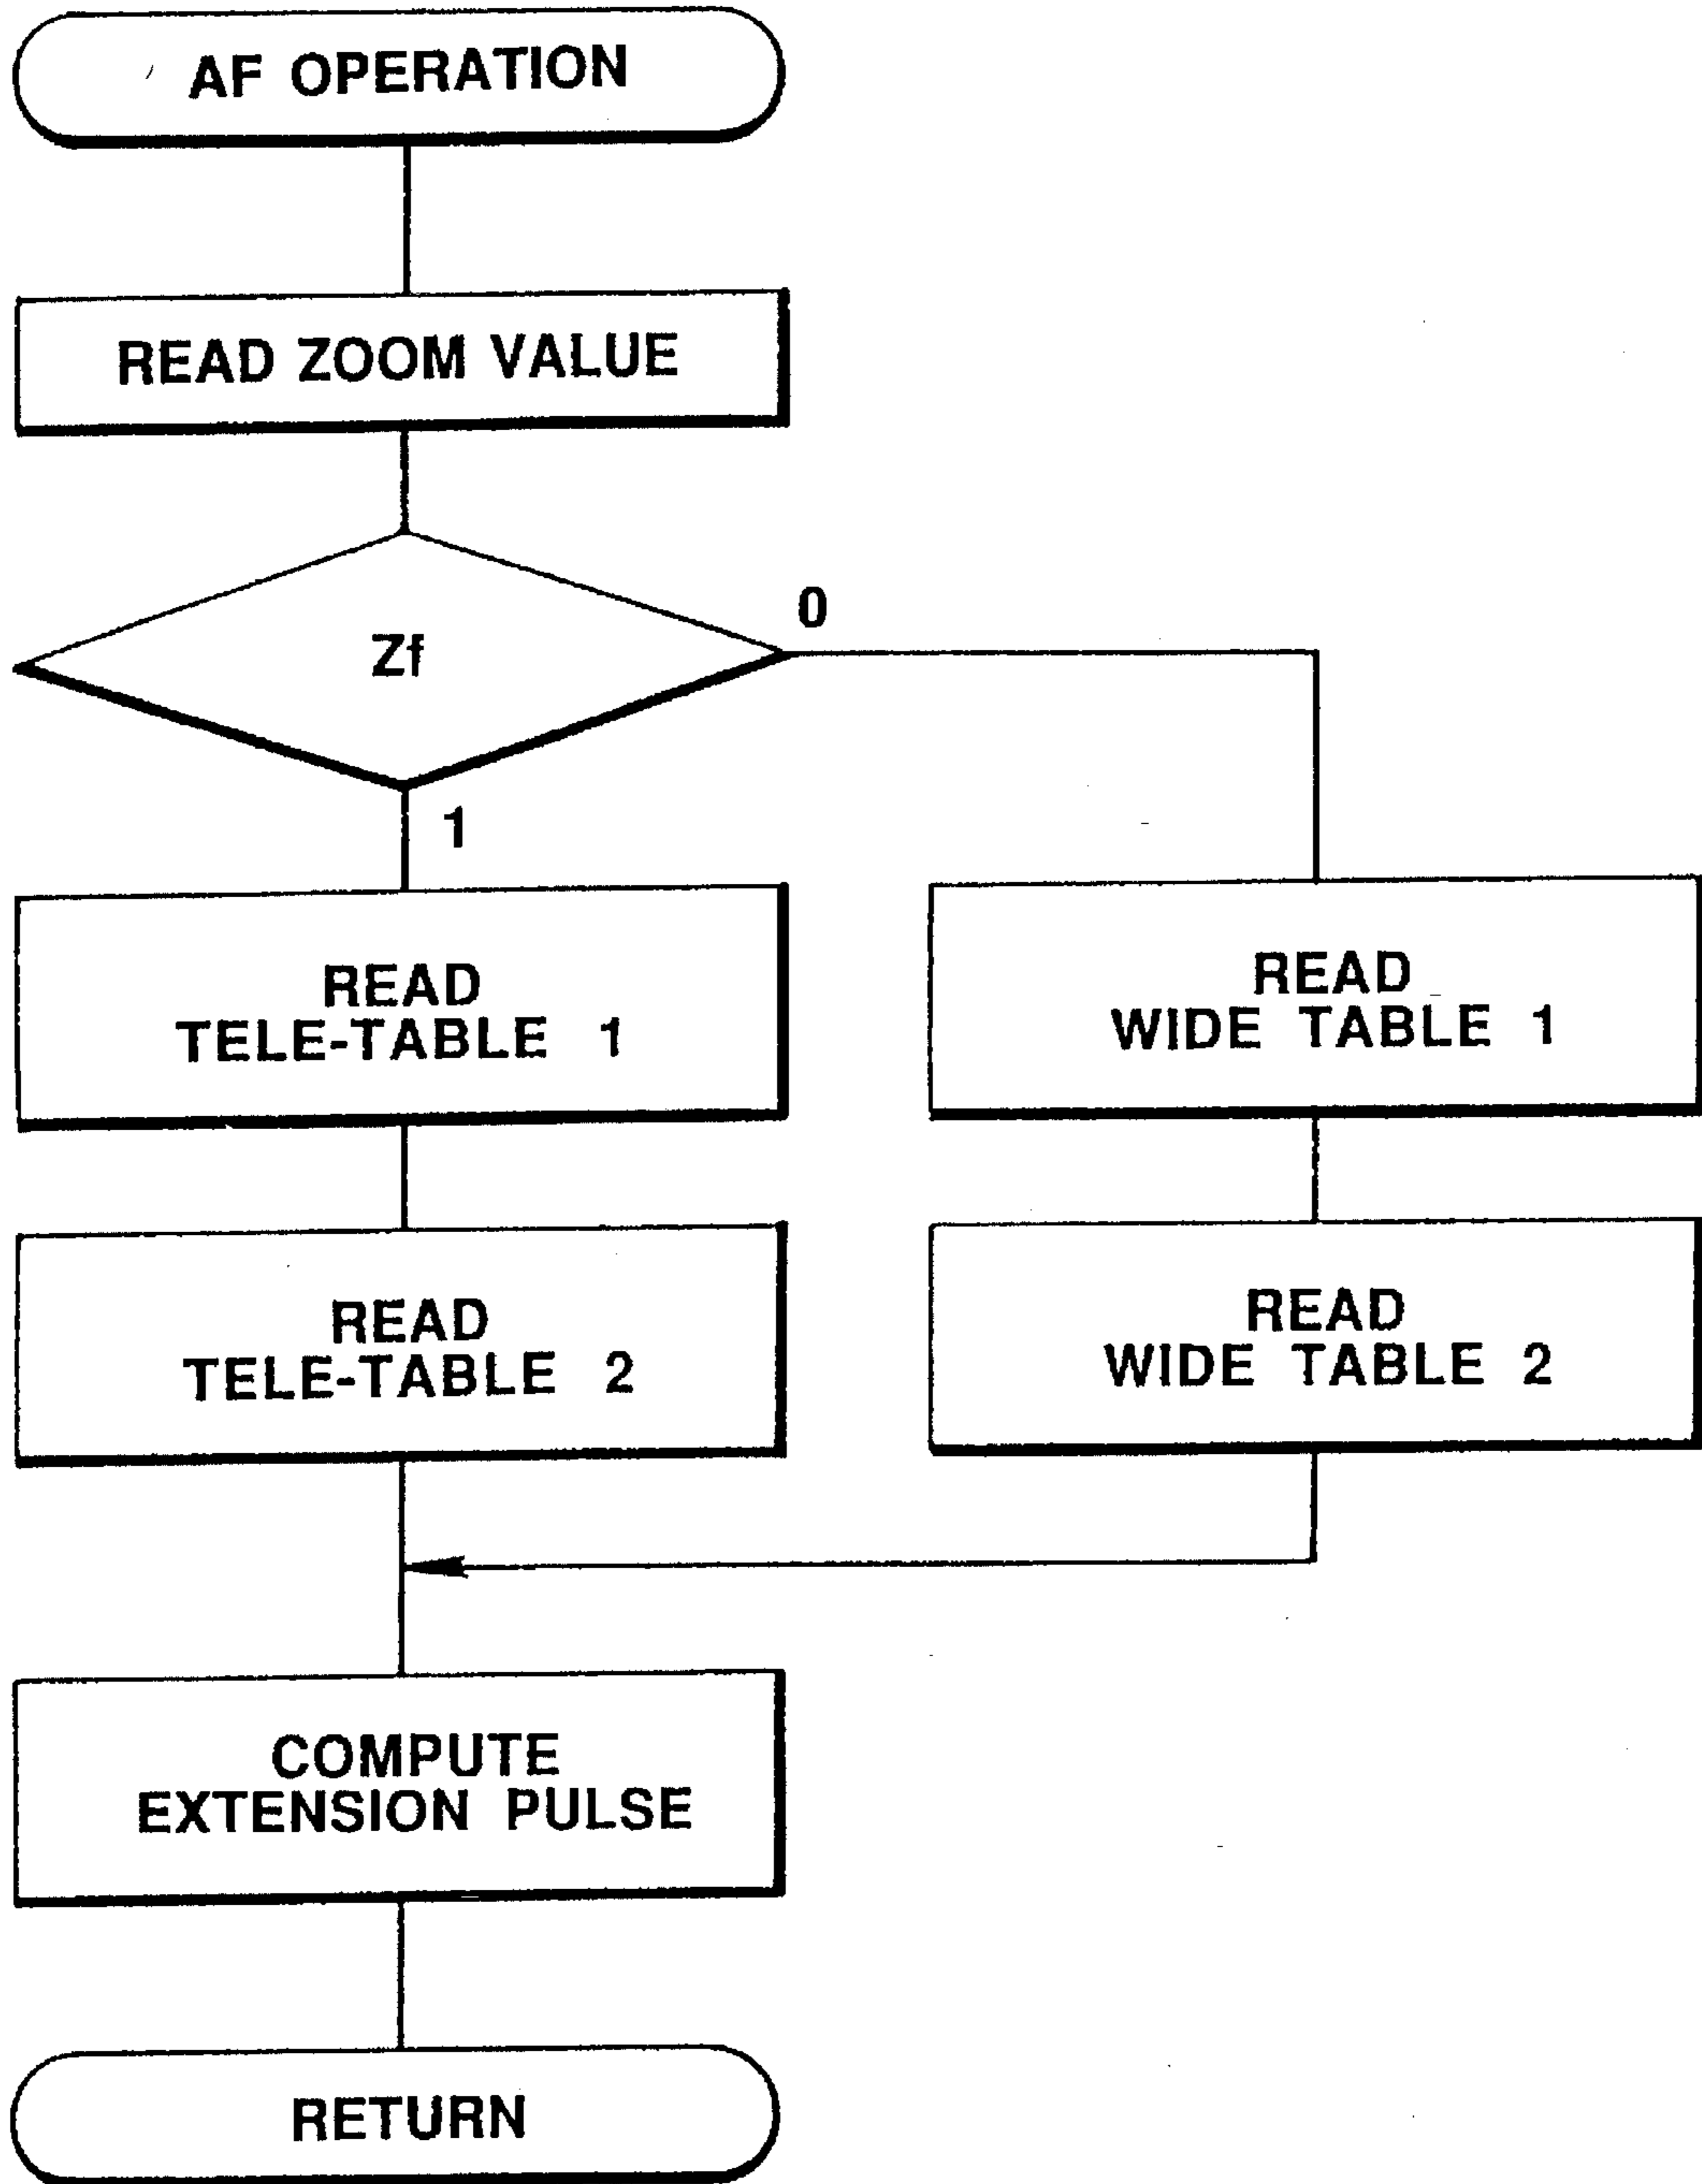 AF OPERATION
READ ZOOM VALUE
Zf
0
1
READ
TELE-TABLE 1
READ
WIDE TABLE 1
READ
TELE-TABLE 2
READ
WIDE TABLE 2
COMPUTE
EXTENSION PULSE
RETURN